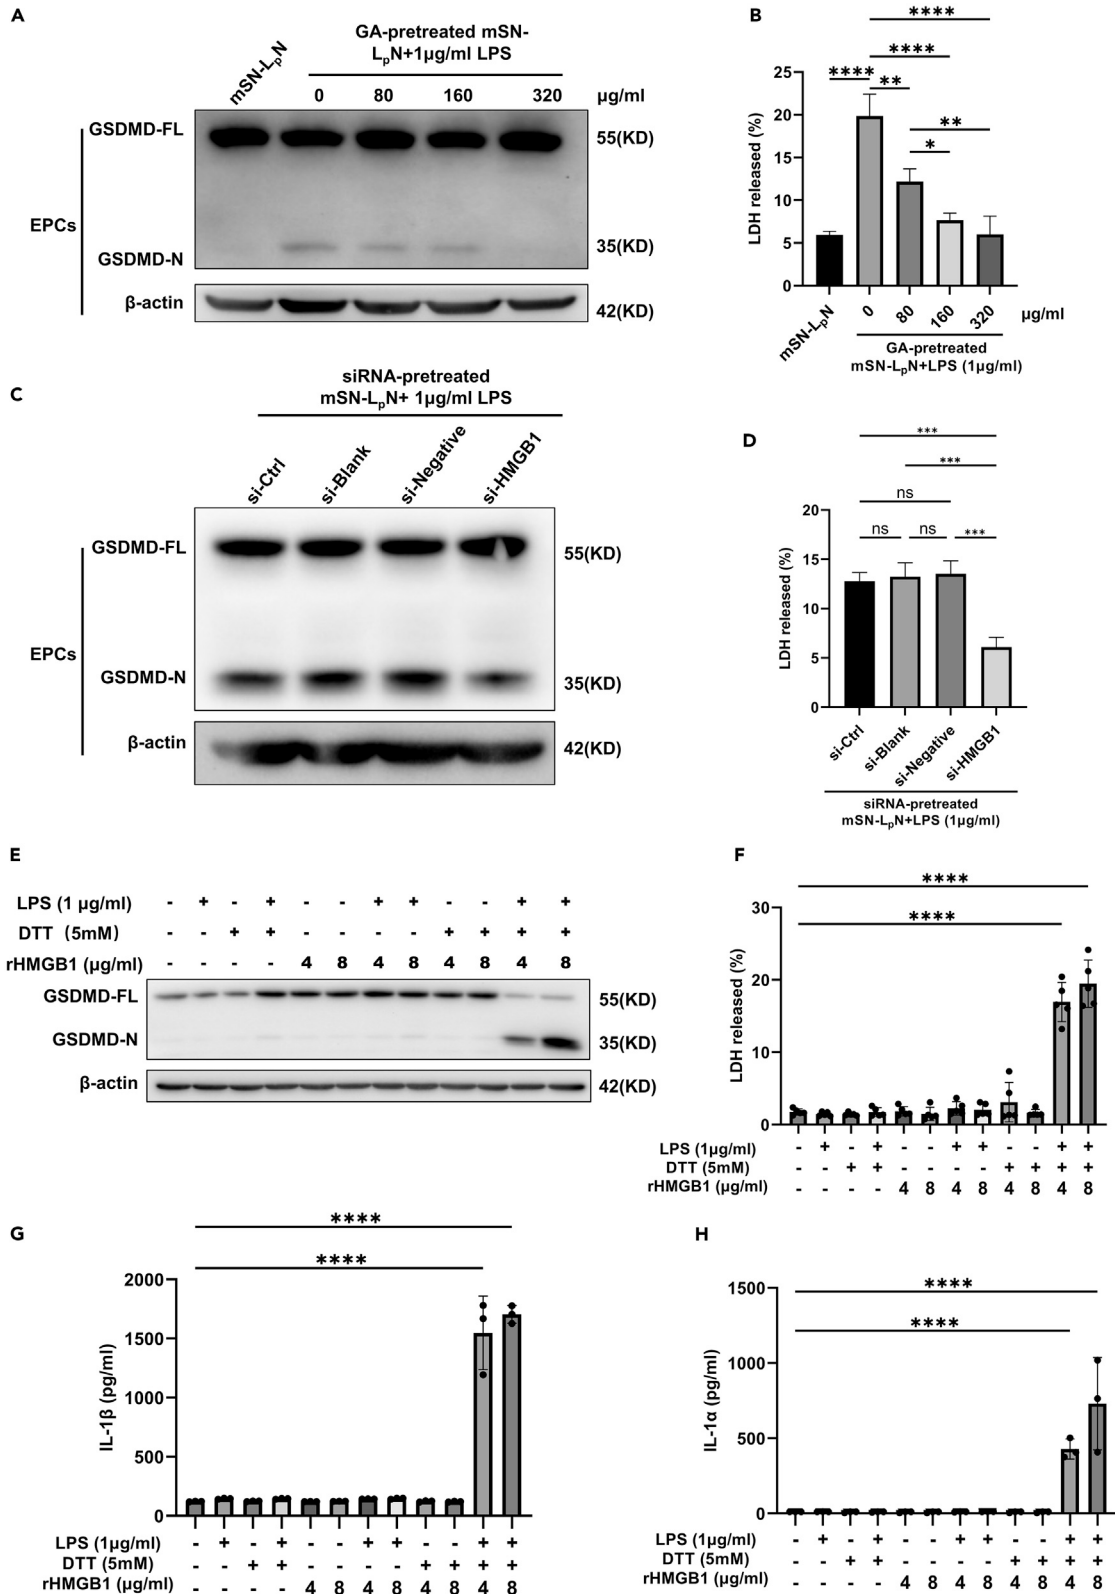 A
GA-pretreated mSN-
LpN+1μg/ml LPS
mSN-LpN
0 80 160 320 μg/ml
GSDMD-FL
55(KD)
EPCs
GSDMD-N
35(KD)
β-actin
42(KD)
B
****
****
**** **
**
*
LDH released (%)
25
20
15
10
5
0
mSN-LpN
0 80 160 320 μg/ml
GA-pretreated
mSN-LpN+LPS (1μg/ml)
C
siRNA-pretreated
mSN-LpN+ 1μg/ml LPS
si-Ctrl si-Blank si-Negative si-HMGB1
GSDMD-FL
55(KD)
EPCs
GSDMD-N
35(KD)
β-actin
42(KD)
D
***
***
ns
ns ns ***
LDH released (%)
20
15
10
5
0
si-Ctrl si-Blank si-Negative si-HMGB1
siRNA-pretreated
mSN-LpN+LPS (1μg/ml)
E
LPS (1 μg/ml) - + - + - - + + - - + +
DTT (5mM) - - + + - - - - + + + +
rHMGB1 (μg/ml) - - - - 4 8 4 8 4 8 4 8
GSDMD-FL 55(KD)
GSDMD-N 35(KD)
β-actin 42(KD)
F
****
****
LDH released (%)
30
20
10
0
LPS (1μg/ml) - + - + - - + + - - + +
DTT (5mM) - - + + - - - - + + + +
rHMGB1 (μg/ml) - - - - 4 8 4 8 4 8 4 8
G
****
****
IL-1β (pg/ml)
2000
1500
1000
500
0
LPS (1μg/ml) - + - + - - + + - - + +
DTT (5mM) - - + + - - - - + + + +
rHMGB1 (μg/ml) - - - - 4 8 4 8 4 8 4 8
H
****
****
IL-1α (pg/ml)
1500
1000
500
0
LPS (1μg/ml) - + - + - - + + - - + +
DTT (5mM) - - + + - - - - + + + +
rHMGB1 (μg/ml) - - - - 4 8 4 8 4 8 4 8